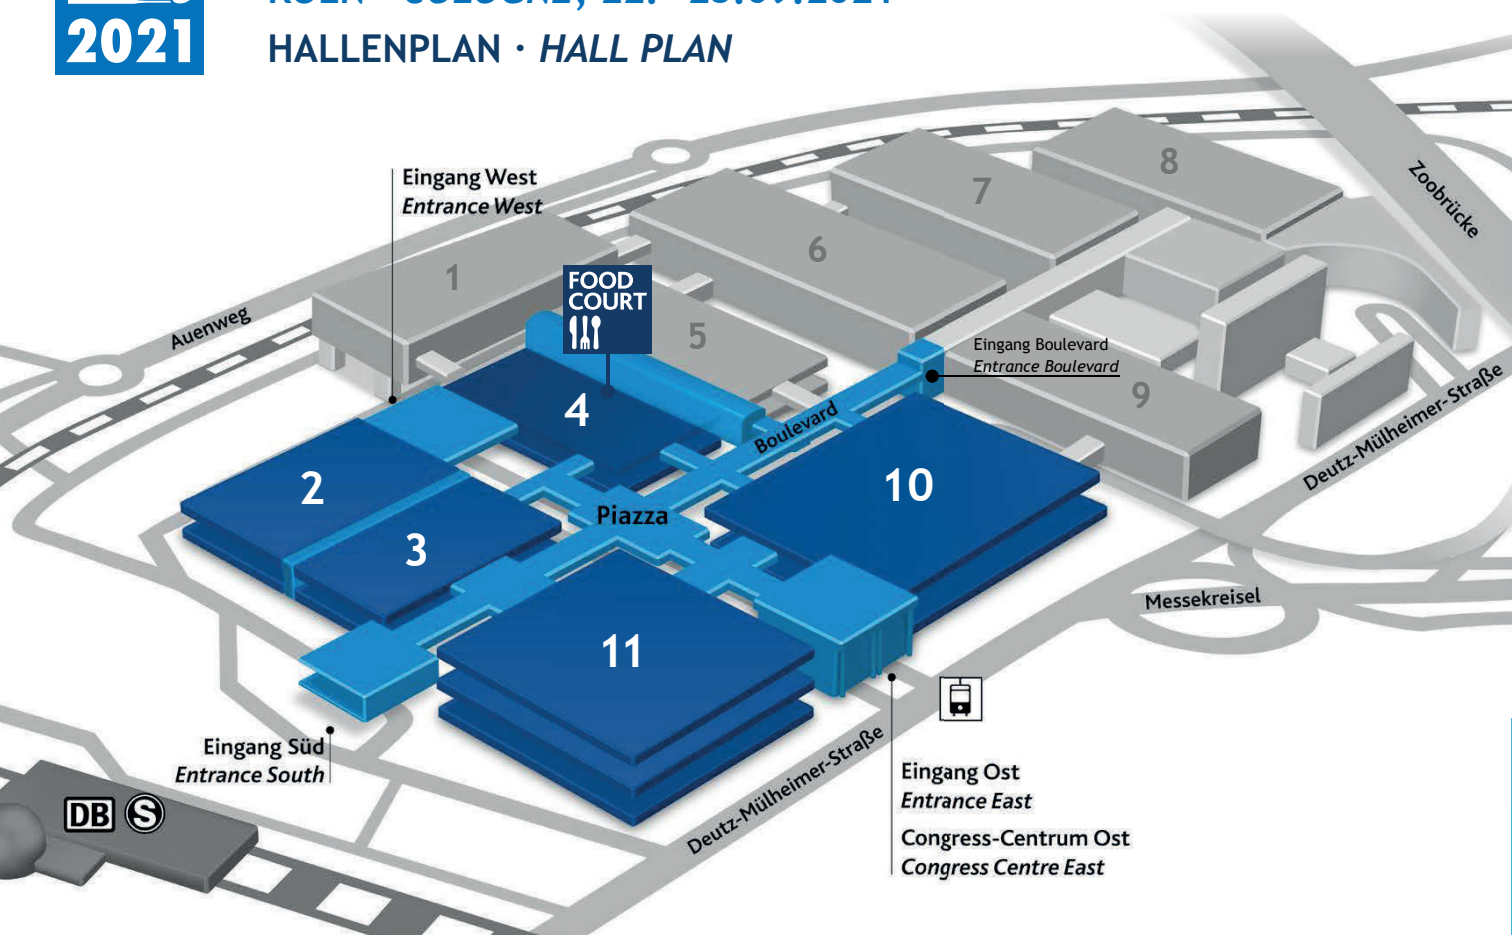 2021
HALLENPLAN · HALL PLAN
Eingang West
Entrance West
8
7
6
1
5
9
Zoobrücke
Auenweg
FOOD
COURT
Eingang Boulevard
Entrance Boulevard
Boulevard
4
2
3
10
Piazza
11
Deutz-Mülheimer-Straße
Messekreisel
Eingang Süd
Entrance South
DB S
Deutz-Mülheimer-Straße
Eingang Ost
Entrance East
Congress-Centrum Ost
Congress Centre East